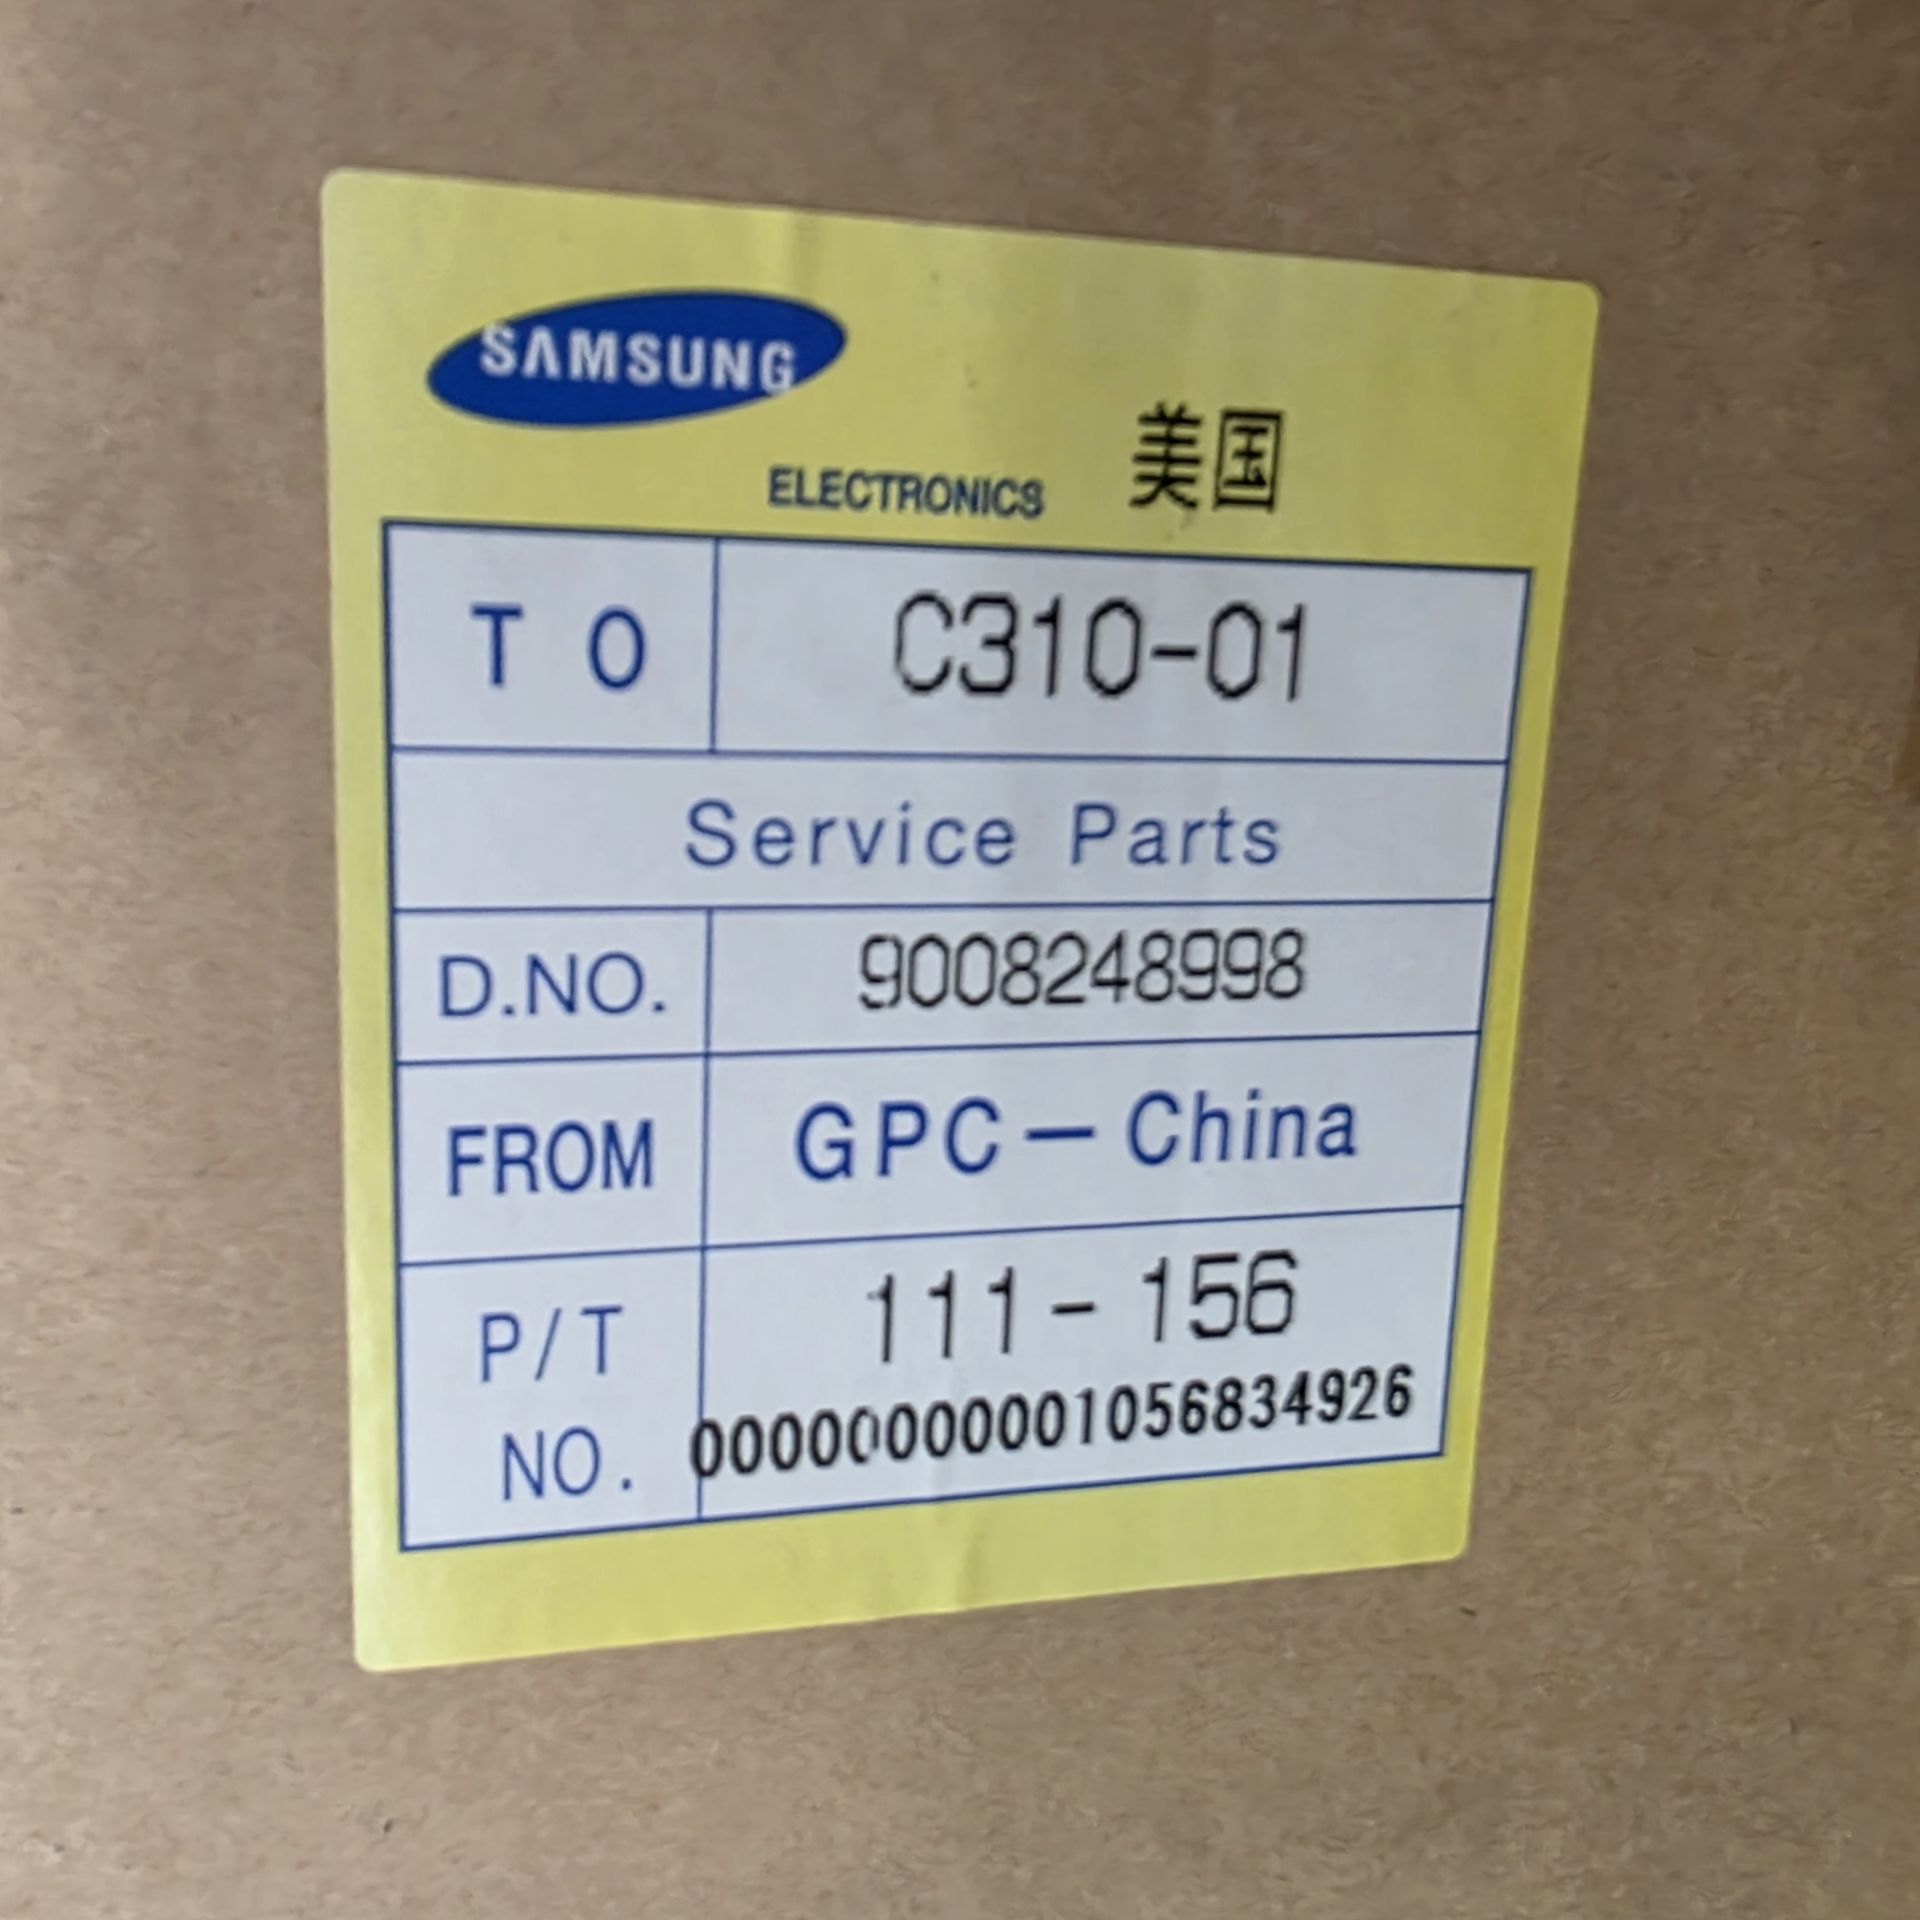 SAMSUNG
ELECTRONICS 美国
T O C310-01
Service Parts
D.NO. 9008248998
FROM GPC-China
P/T 111-156
NO. 00000000001056834926